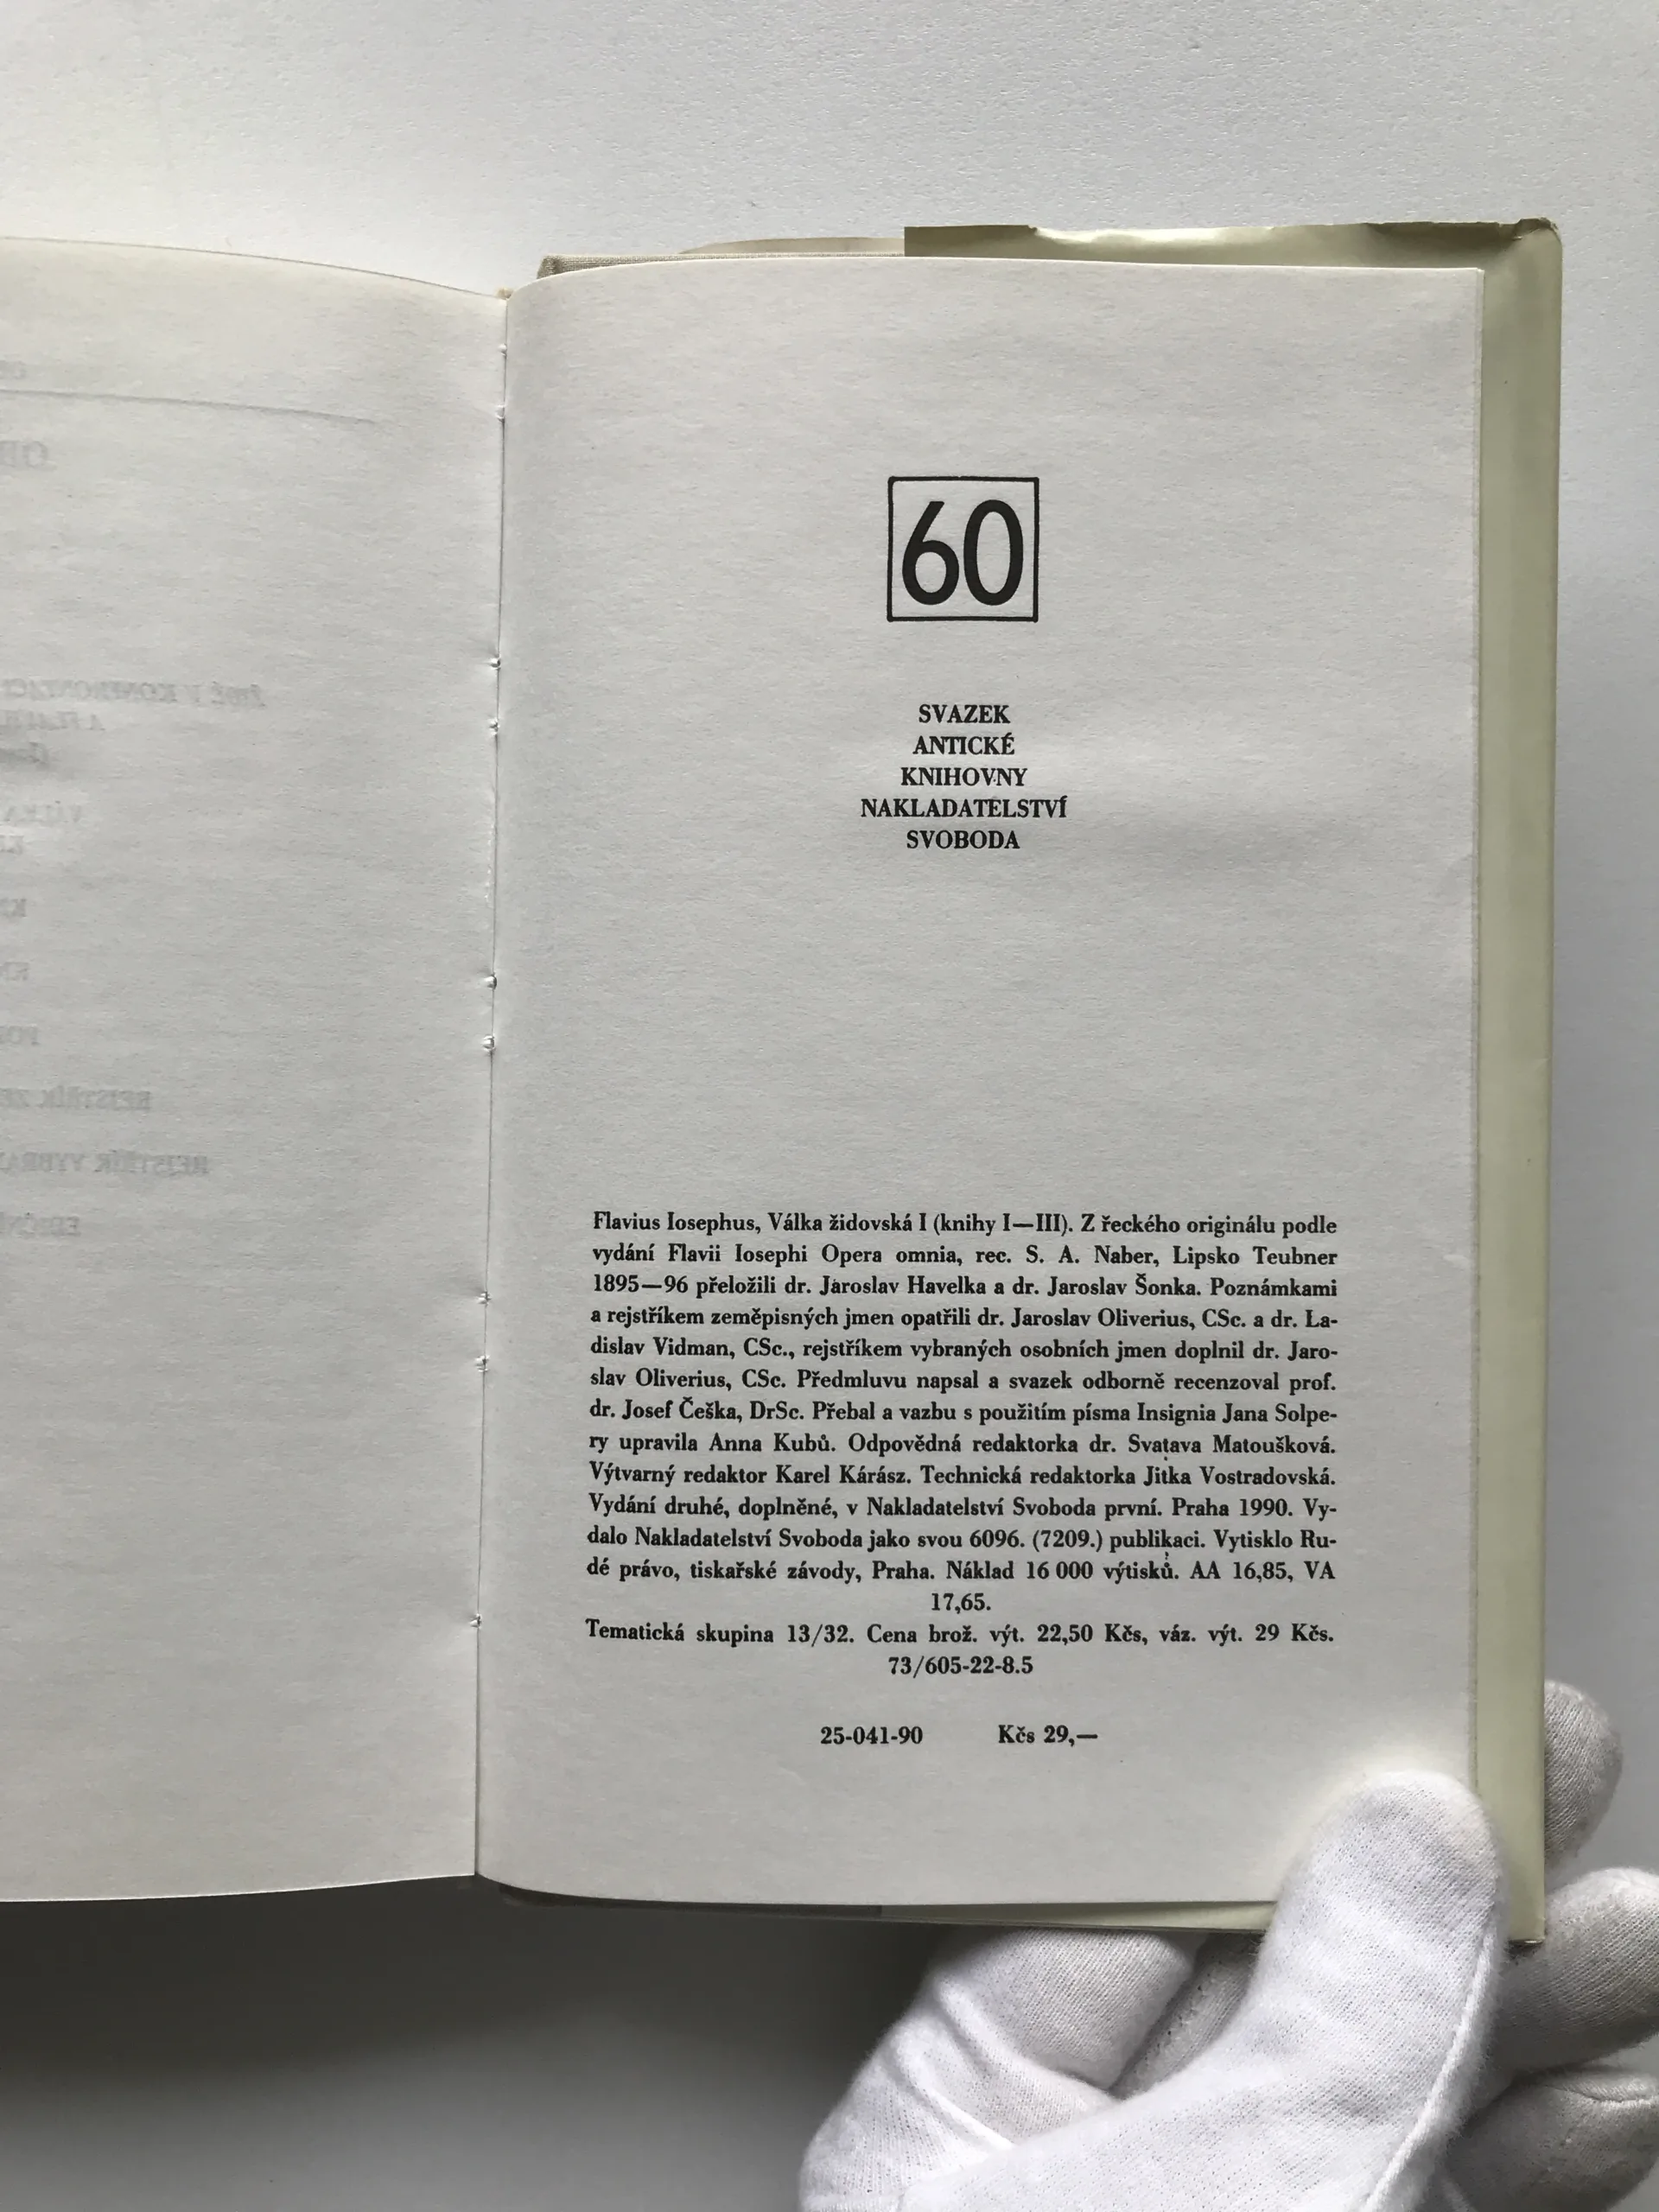 60
SVAZEK
ANTICKÉ
KNIHOVNY
NAKLADATELSTVÍ
SVOBODA
Flavius Iosephus, Válka židovská I (knihy I—III). Z řeckého originálu podle
vydání Flavii Iosephi Opera omnia, rec. S. A. Naber, Lipsko Teubner
1895—96 přeložili dr. Jaroslav Havelka a dr. Jaroslav Šonka. Poznámkami
a rejstříkem zeměpisných jmen opatřili dr. Jaroslav Oliverius, CSc. a dr. La-
dislav Vidman, CSc., rejstříkem vybraných osobních jmen doplnil dr. Jaro-
slav Oliverius, CSc. Předmluvu napsal a svazek odborně recenzoval prof.
dr. Josef Češka, DrSc. Přebal a vazbu s použitím písma Insignia Jana Solpe-
ry upravila Anna Kubů. Odpovědná redaktorka dr. Svatava Matoušková.
Výtvarný redaktor Karel Kárász. Technická redaktorka Jitka Vostradovská.
Vydání druhé, doplněné, v Nakladatelství Svoboda první. Praha 1990. Vy-
dalo Nakladatelství Svoboda jako svou 6096. (7209.) publikaci. Vytisklo Ru-
dé právo, tiskařské závody, Praha. Náklad 16 000 výtisků. AA 16,85, VA
17,65.
Tematická skupina 13/32. Cena brož. výt. 22,50 Kčs, váz. výt. 29 Kčs.
73/605-22-8.5
25-041-90 Kčs 29,—